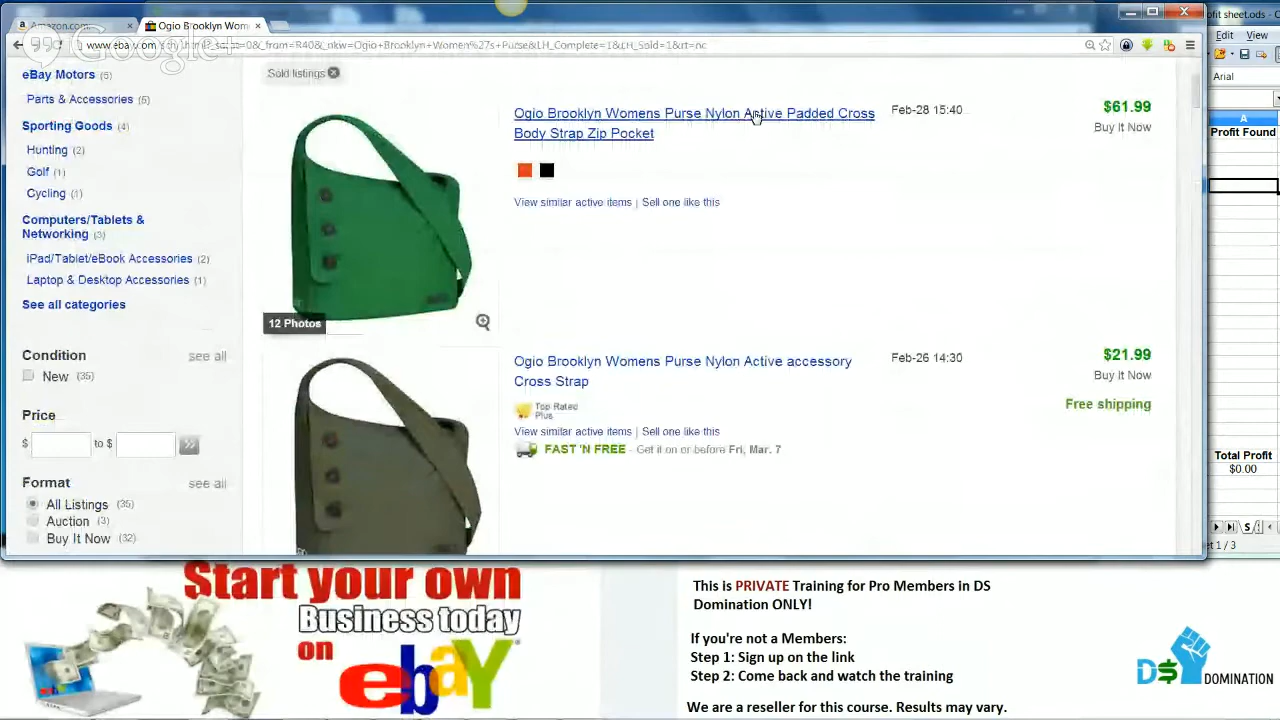 Amazon.com
Ogio Brooklyn Wom
fit sheet.ods - C
Google+
Edit View
Arial
eBay Motors (5)
Parts & Accessories (5)
Sporting Goods (4)
Hunting (2)
Golf (1)
Cycling (1)
Computers/Tablets &
Networking (3)
iPad/Tablet/eBook Accessories (2)
Laptop & Desktop Accessories (1)
See all categories
Condition see all
New (35)
Price
$ to $
Format see all
All Listings (35)
Auction (3)
Buy It Now (32)
Sold listings
Ogio Brooklyn Womens Purse Nylon Active Padded Cross
Body Strap Zip Pocket
Feb-28 15:40
$61.99
Buy It Now
View similar active items | Sell one like this
12 Photos
Ogio Brooklyn Womens Purse Nylon Active accessory
Cross Strap
Feb-26 14:30
$21.99
Buy It Now
Free shipping
Top Rated
Plus
View similar active items | Sell one like this
FAST 'N FREE - Get it on or before Fri, Mar. 7
A
Profit Found
Total Profit
$0.00
et 1 / 3
Start your own
Business today
on
ebay
This is PRIVATE Training for Pro Members in DS
Domination ONLY!
If you're not a Members:
Step 1: Sign up on the link
Step 2: Come back and watch the training
We are a reseller for this course. Results may vary.
D$ DOMINATION